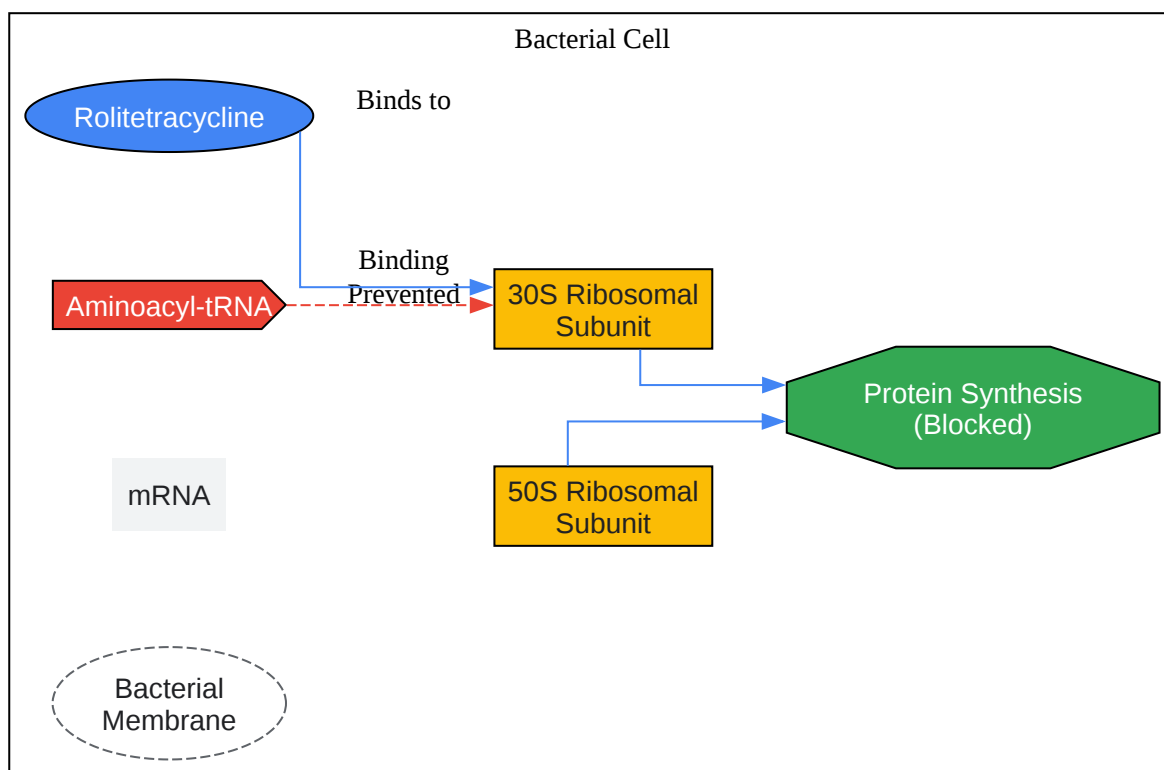 Bacterial Cell
Rolitetracycline
Binds to
Binding
Prevented
Aminoacyl-tRNA
30S Ribosomal
Subunit
Protein Synthesis
(Blocked)
50S Ribosomal
Subunit
mRNA
Bacterial
Membrane